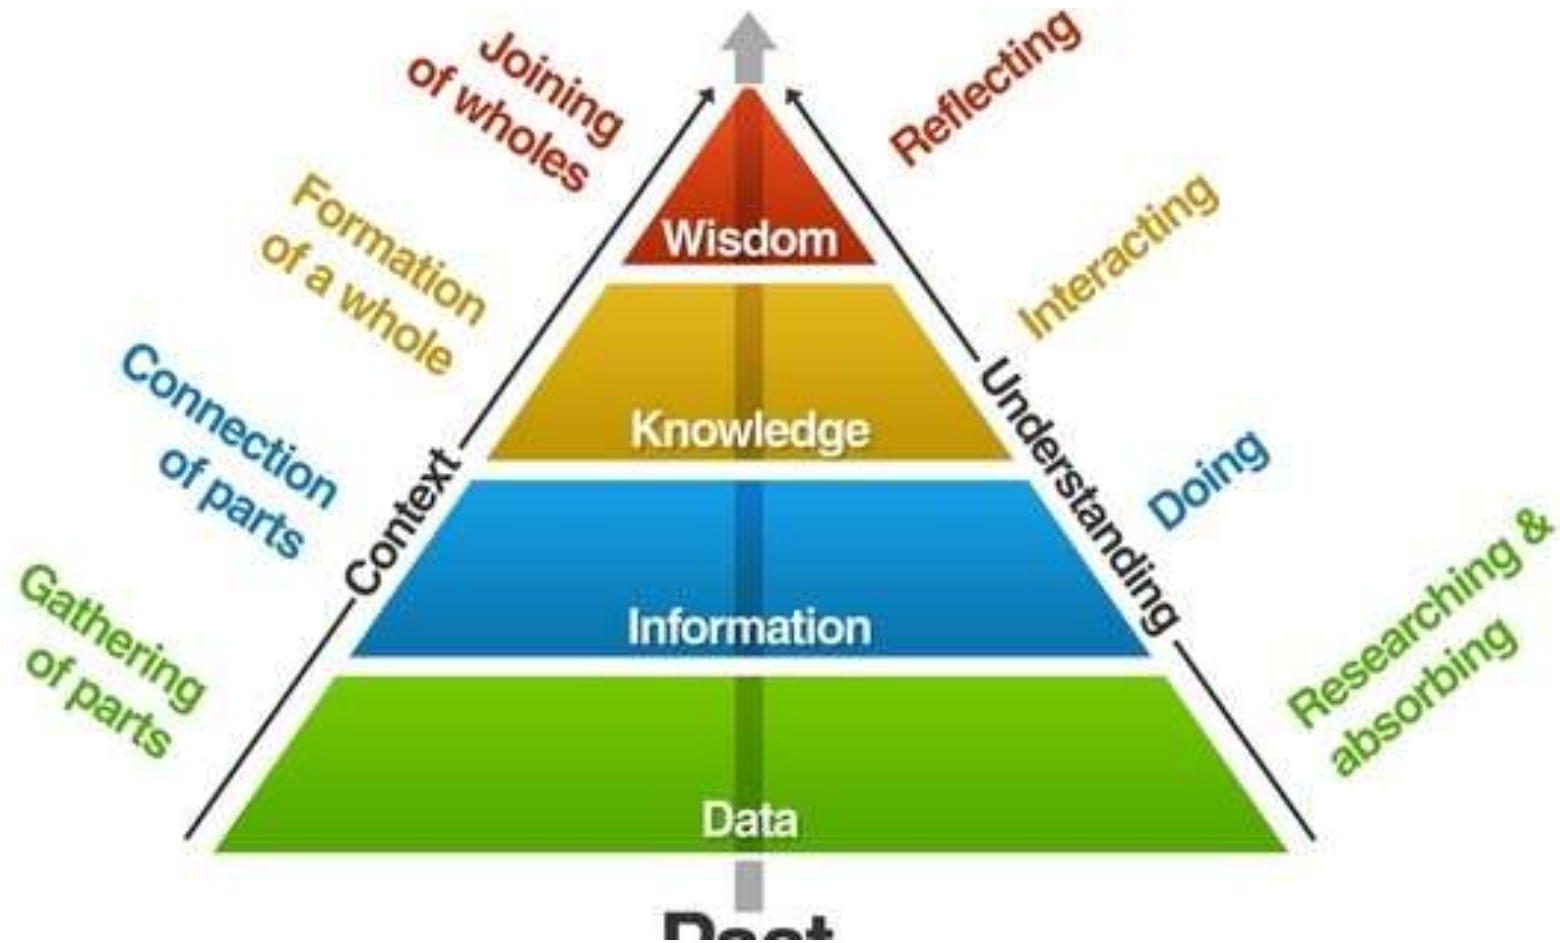 Joining
of wholes
Reflecting
Formation
of a whole
Interacting
Wisdom
Connection
of parts
Knowledge
Doing
Context
Understanding
Gathering
of parts
Information
Researching &
absorbing
Data
Past